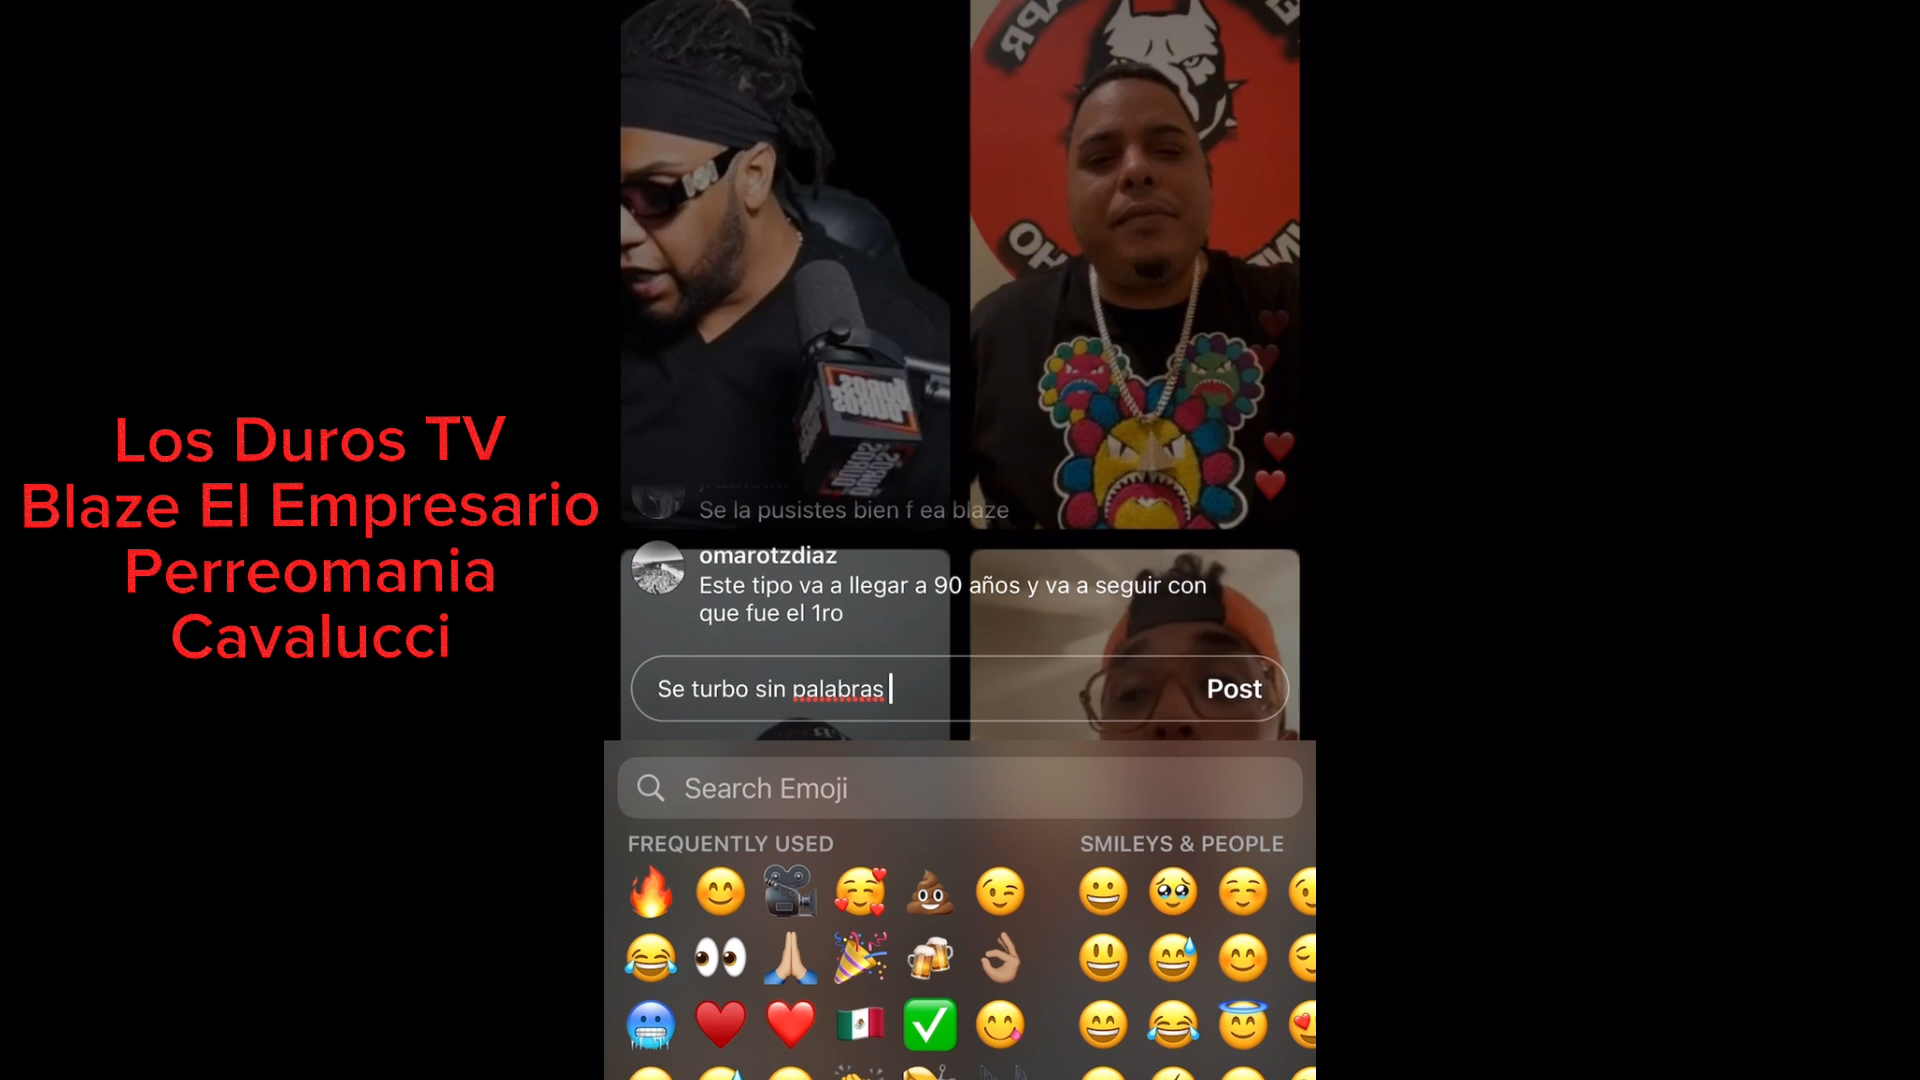 Los Duros TV
Blaze El Empresario
Perreomania
Cavalucci
Se la pusistes bien f ea blaze
omarotzdiaz
Este tipo va a llegar a 90 años y va a seguir con
que fue el 1ro
Se turbo sin palabras
Post
Search Emoji
FREQUENTLY USED
SMILEYS & PEOPLE